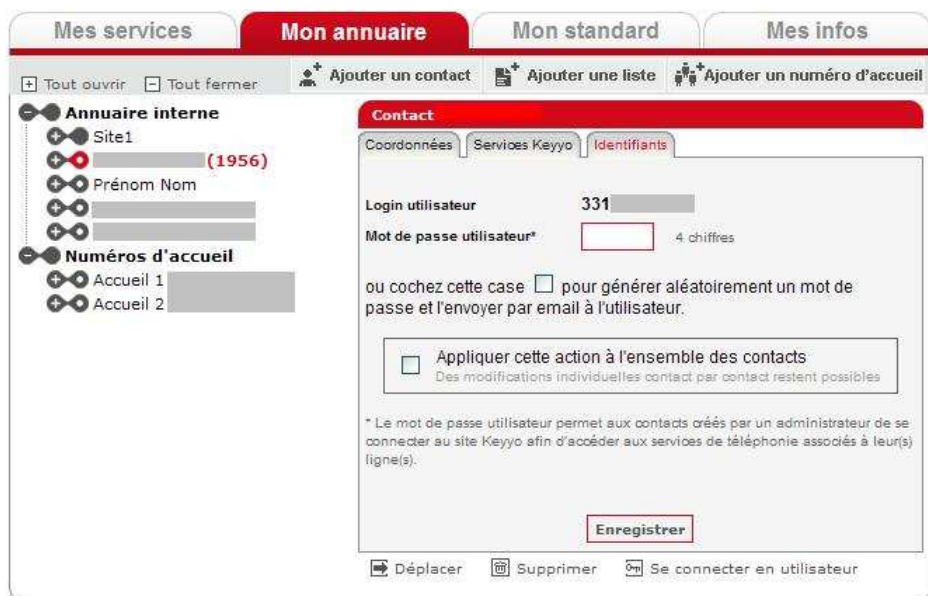 Mes services
Mon annuaire
Mon standard
Mes infos
Tout ouvrir
Tout fermer
Ajouter un contact
Ajouter une liste
Ajouter un numéro d'accueil
Annuaire interne
Site1
(1956)
Prénom Nom
Numéros d'accueil
Accueil 1
Accueil 2
Contact
Coordonnées
Services Keyyo
Identifiants
Login utilisateur 331
Mot de passe utilisateur* 4 chiffres
ou cochez cette case pour générer aléatoirement un mot de
passe et l'envoyer par email à l'utilisateur.
Appliquer cette action à l'ensemble des contacts
Des modifications individuelles contact par contact restent possibles
* Le mot de passe utilisateur permet aux contacts créés par un administrateur de se
connecter au site Keyyo afin d'accéder aux services de téléphonie associés à leur(s)
ligne(s).
Enregistrer
Déplacer
Supprimer
Se connecter en utilisateur